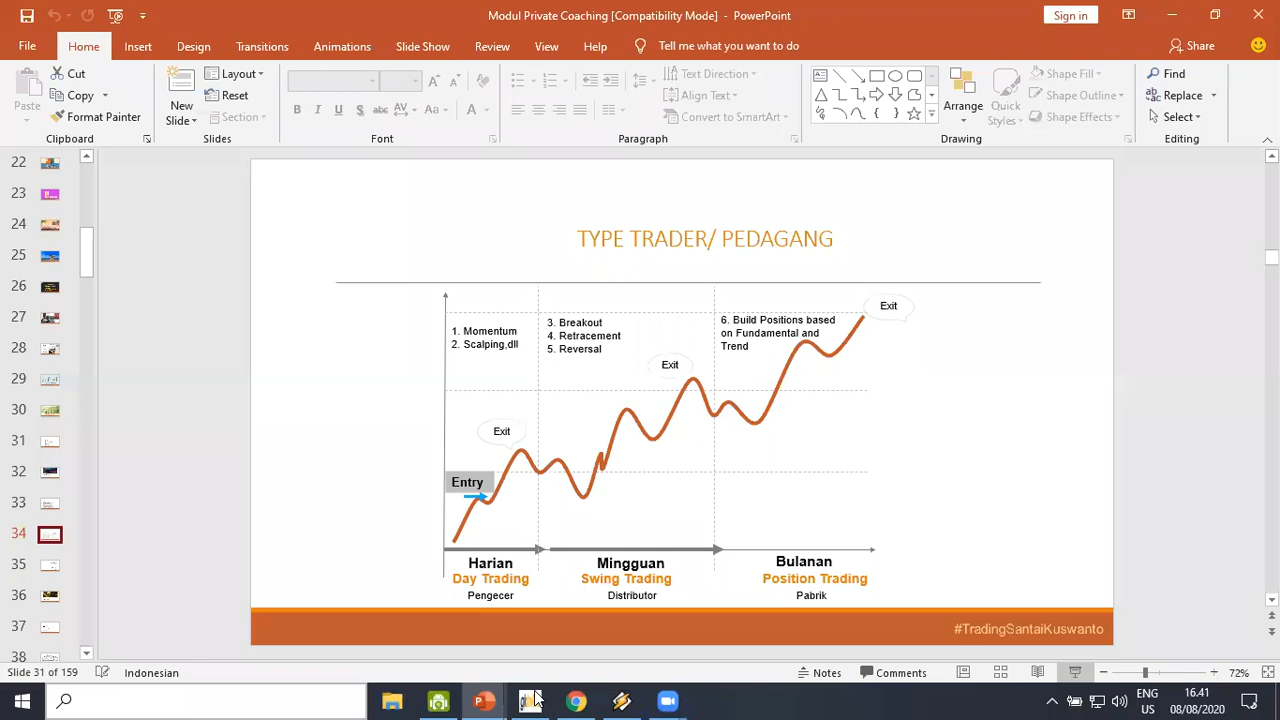 Modul Private Coaching [Compatibility Mode] - PowerPoint
Sign in
File Home Insert Design Transitions Animations Slide Show Review View Help Tell me what you want to do Share
Paste
Cut
Copy
Format Painter
Clipboard
New Slide
Layout
Reset
Section
Slides
B I U S abc AV Aa A
Font
Text Direction
Align Text
Convert to SmartArt
Paragraph
Arrange
Quick Styles
Shape Fill
Shape Outline
Shape Effects
Drawing
Find
Replace
Select
Editing
22
23
24
25
26
27
28
29
30
31
32
33
34
35
36
37
38
TYPE TRADER/ PEDAGANG
1. Momentum
2. Scalping,dll
3. Breakout
4. Retracement
5. Reversal
6. Build Positions based
on Fundamental and
Trend
Exit
Exit
Exit
Entry
Harian
Day Trading
Pengecer
Mingguan
Swing Trading
Distributor
Bulanan
Position Trading
Pabrik
#TradingSantaiKuswanto
Slide 31 of 159 Indonesian Notes Comments 72%
ENG
US
16.41
08/08/2020